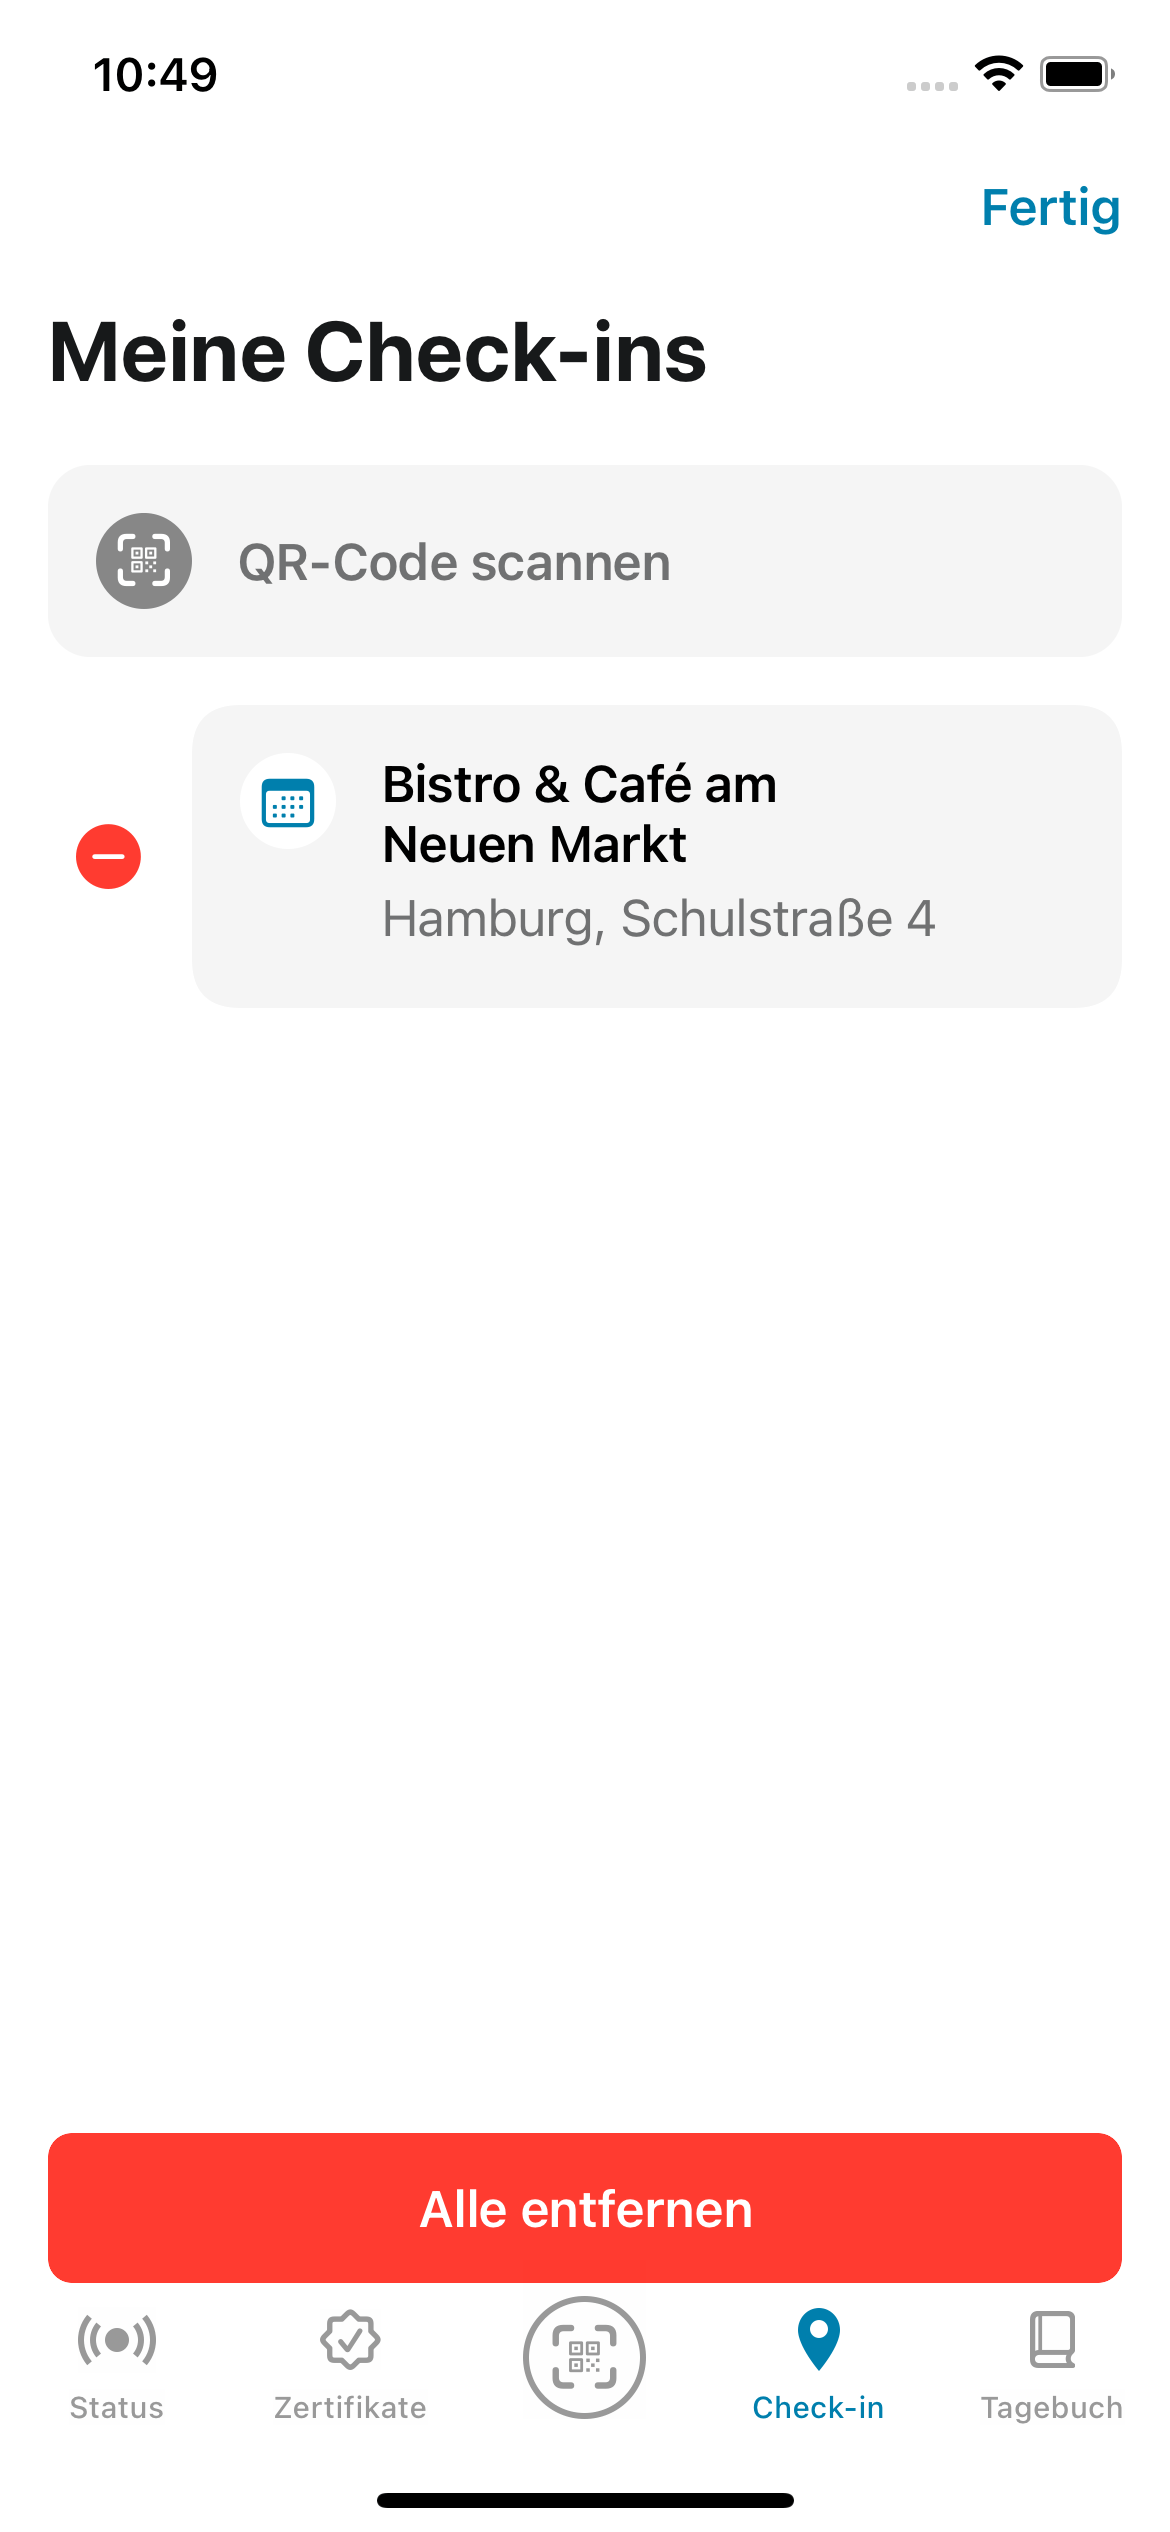 10:49
Fertig
Meine Check-ins
QR-Code scannen
Bistro & Café am
Neuen Markt
Hamburg, Schulstraße 4
Alle entfernen
Status
Zertifikate
Check-in
Tagebuch